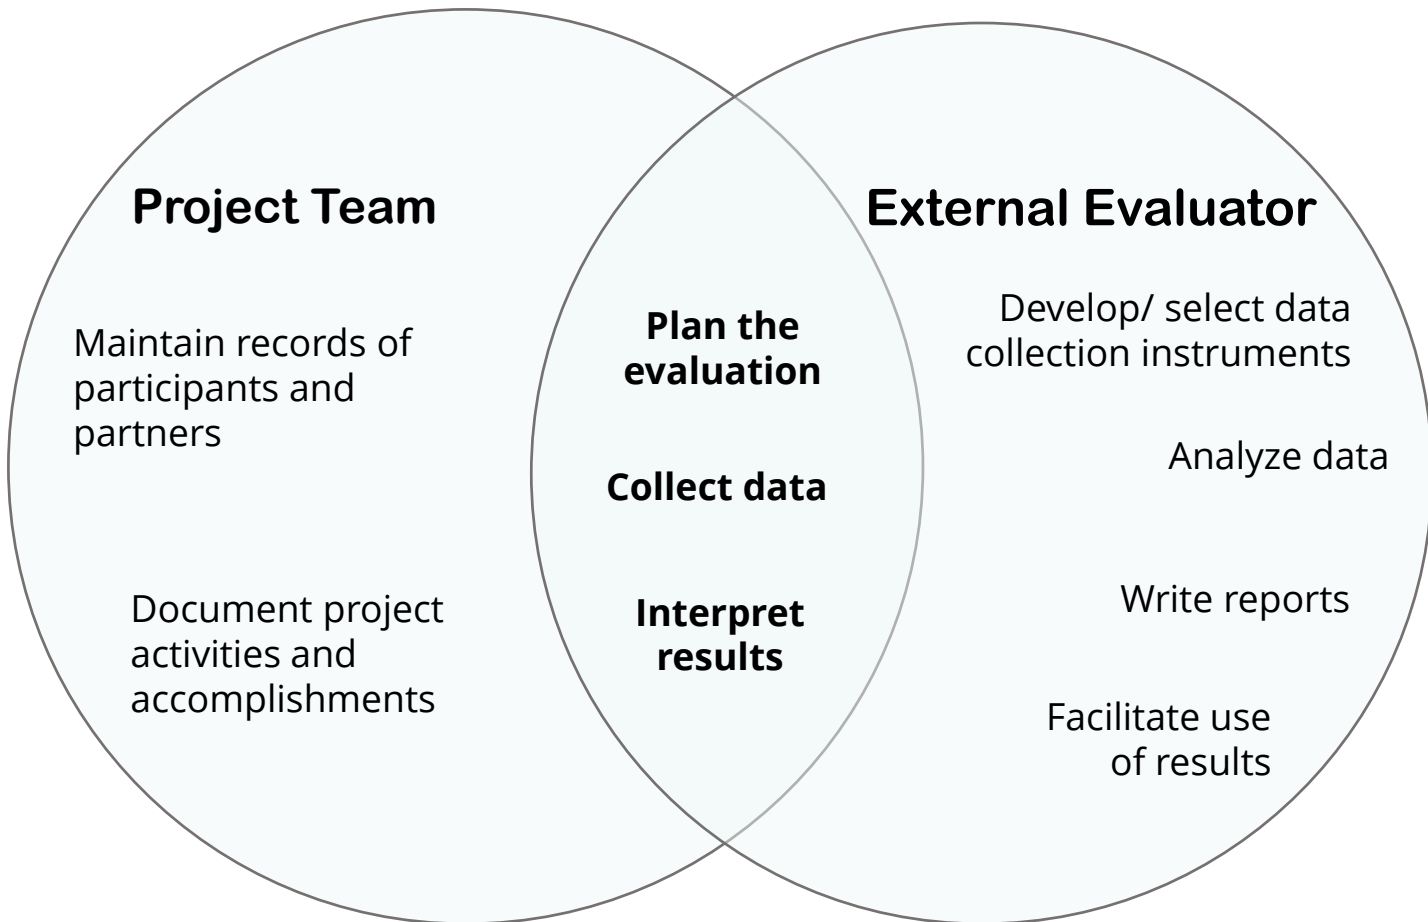 Project Team
Maintain records of
participants and
partners
Document project
activities and
accomplishments
Plan the
evaluation
Collect data
Interpret
results
External Evaluator
Develop/ select data
collection instruments
Analyze data
Write reports
Facilitate use
of results